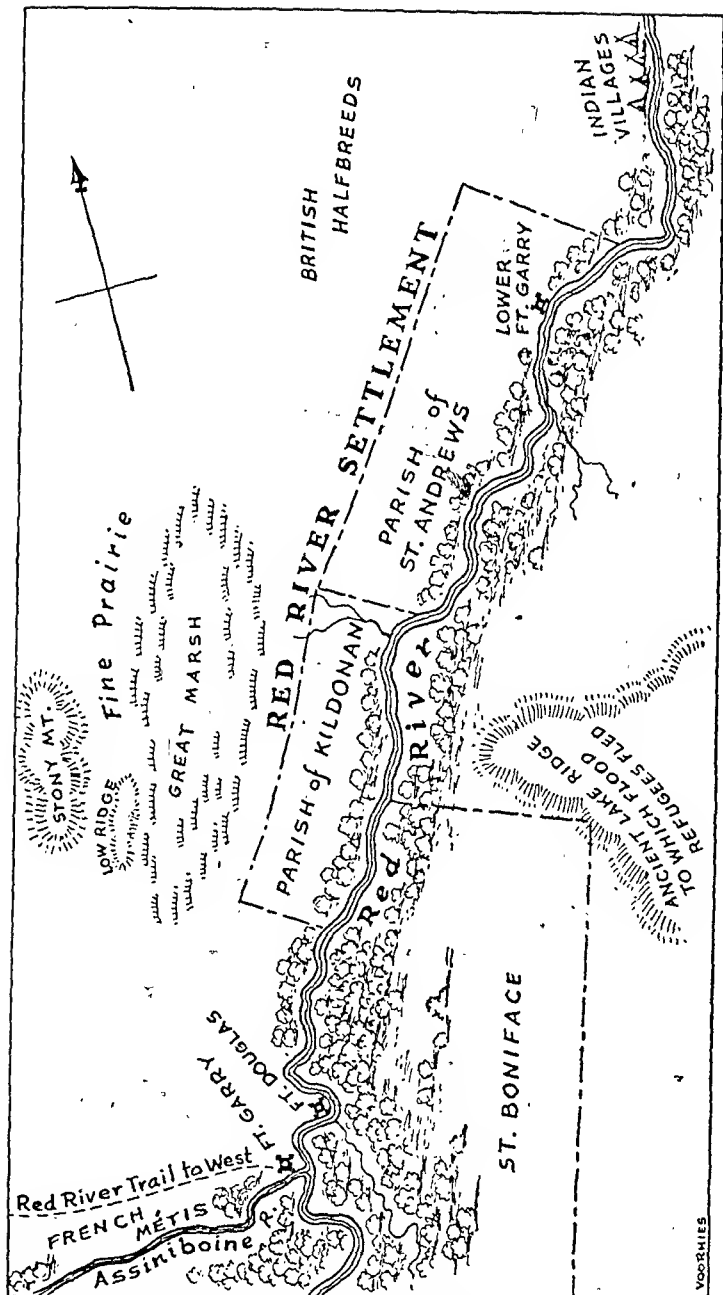 INDIAN
VILLAGES
BRITISH
HALFBREEDS
LOWER
FT. GARRY
RED RIVER SETTLEMENT
PARISH of
ST. ANDREWS
Fine Prairie
STONY MT.
LOW RIDGE
GREAT MARSH
PARISH of KILDONAN
Red River
ANCIENT LAKE RIDGE
TO WHICH FLOOD
REFUGEES FLED
FT. DOUGLAS
FT. GARRY
ST. BONIFACE
Red River Trail to West
FRENCH
MÉTIS
Assiniboine R.
VOORHIES